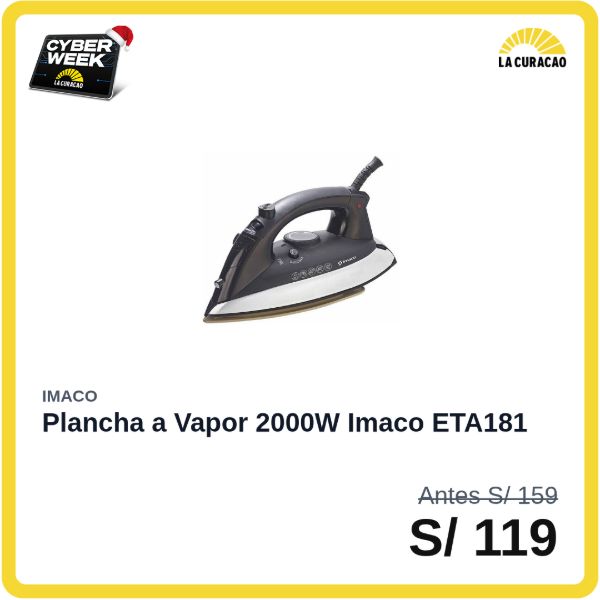 CYBER
WEEK
LA CURACAO
LA CURACAO
IMACO
Plancha a Vapor 2000W Imaco ETA181
Antes S/ 159
S/ 119